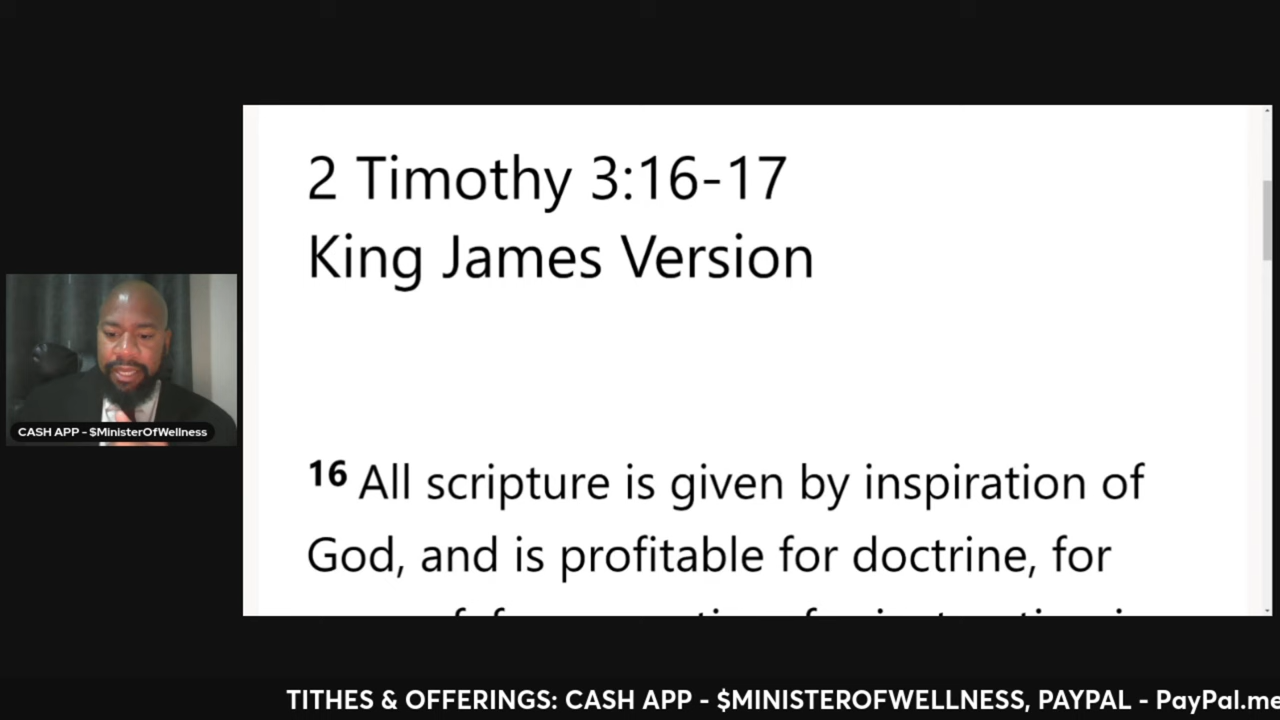 2 Timothy 3:16-17
King James Version
16 All scripture is given by inspiration of
God, and is profitable for doctrine, for
CASH APP - $MinisterOfWellness
TITHES & OFFERINGS: CASH APP - $MINISTEROFWELLNESS, PAYPAL - PayPal.me